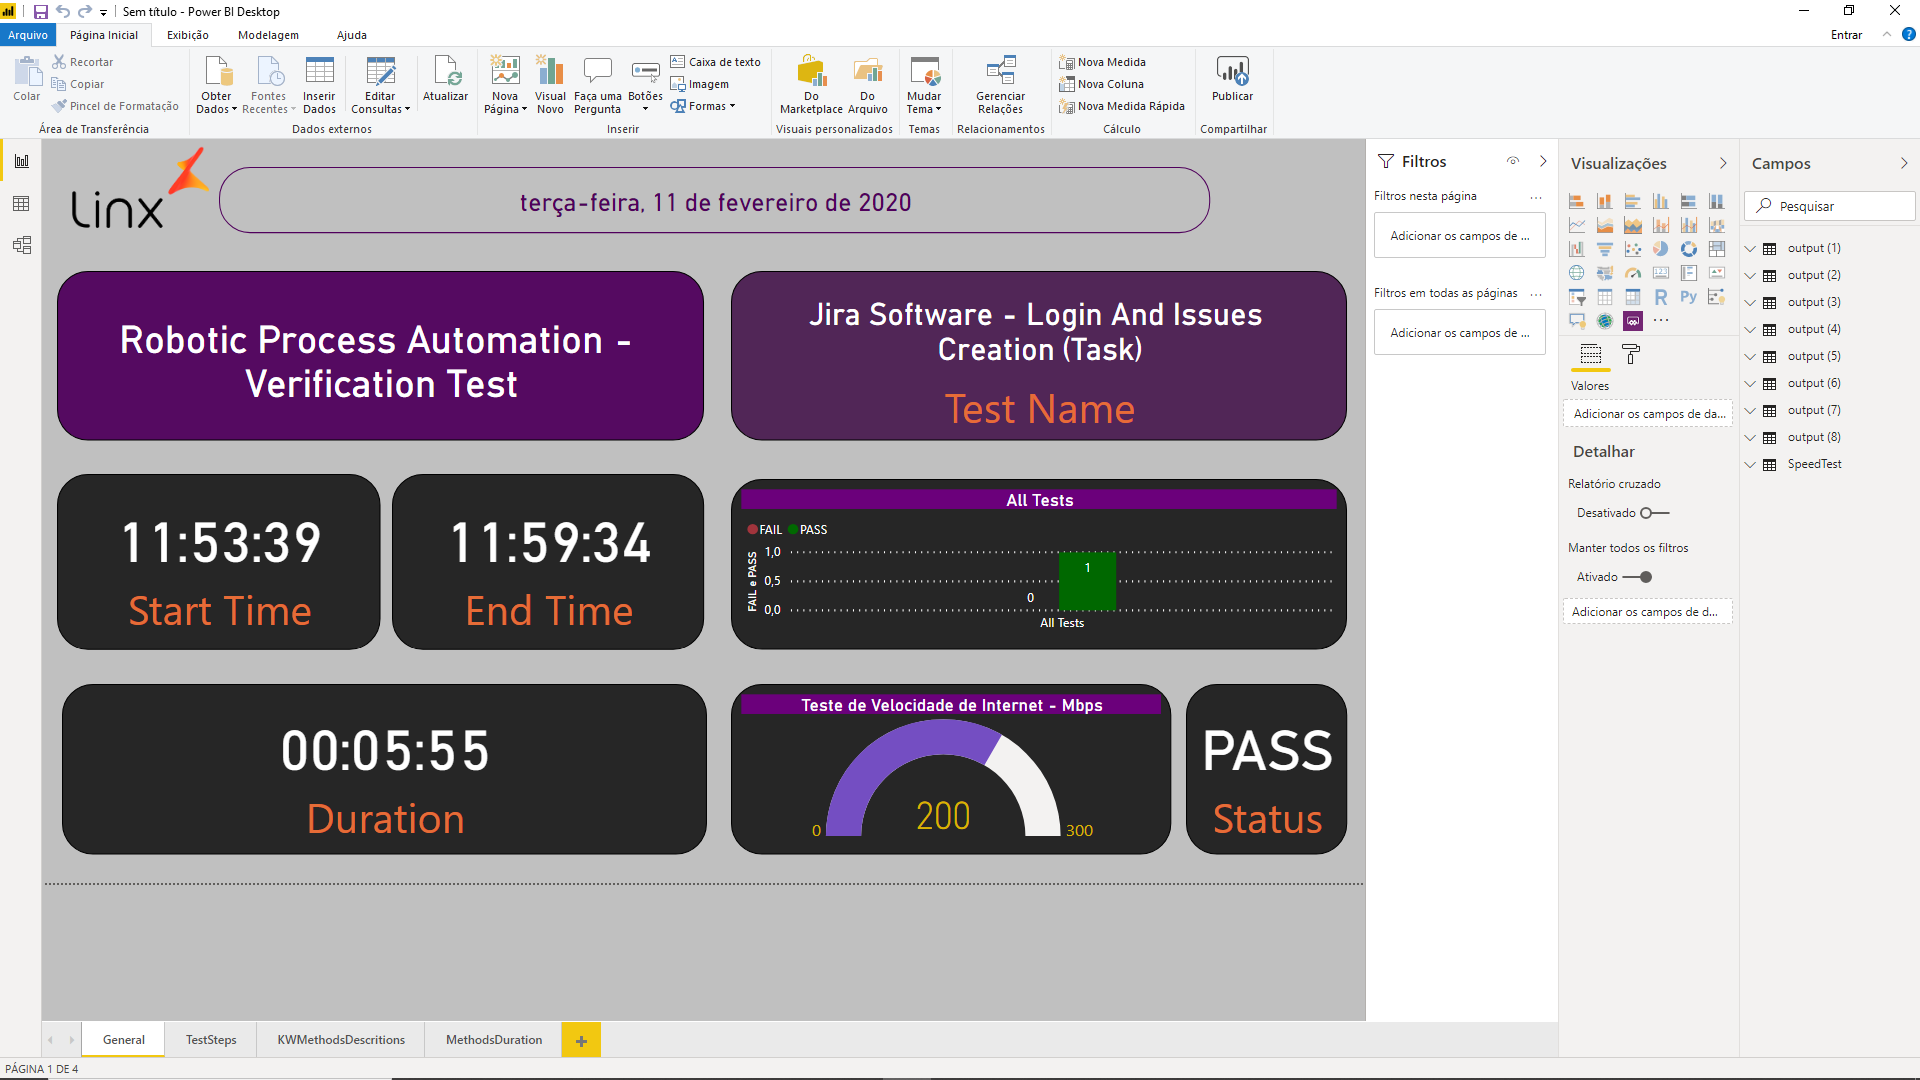 Sem título - Power BI Desktop
Arquivo
Página Inicial
Exibição
Modelagem
Ajuda
Entrar
Colar
Recortar
Copiar
Pincel de Formatação
Área de Transferência
Obter Dados
Fontes Recentes
Inserir Dados
Editar Consultas
Atualizar
Dados externos
Nova Página
Visual Novo
Faça uma Pergunta
Botões
Caixa de texto
Imagem
Formas
Inserir
Do Marketplace
Do Arquivo
Visuais personalizados
Mudar Tema
Temas
Gerenciar Relações
Relacionamentos
Nova Medida
Nova Coluna
Nova Medida Rápida
Cálculo
Publicar
Compartilhar
Linx
terça-feira, 11 de fevereiro de 2020
Robotic Process Automation -
Verification Test
Jira Software - Login And Issues
Creation (Task)
Test Name
11:53:39
Start Time
11:59:34
End Time
All Tests
FAIL PASS
FAIL e PASS
1,0
0,5
0,0
0
1
All Tests
00:05:55
Duration
Teste de Velocidade de Internet - Mbps
0
200
300
PASS
Status
Filtros
Filtros nesta página
...
Adicionar os campos de ...
Filtros em todas as páginas
...
Adicionar os campos de ...
Visualizações
R
Py
...
Valores
Adicionar os campos de da...
Detalhar
Relatório cruzado
Desativado
Manter todos os filtros
Ativado
Adicionar os campos de d...
Campos
Pesquisar
output (1)
output (2)
output (3)
output (4)
output (5)
output (6)
output (7)
output (8)
SpeedTest
General
TestSteps
KWMethodsDescritions
MethodsDuration
PÁGINA 1 DE 4